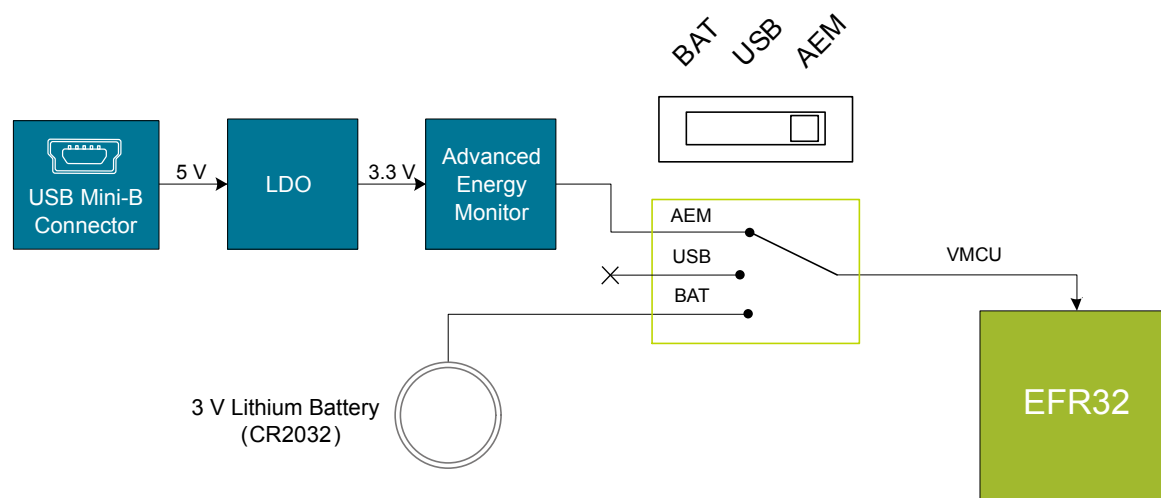 BAT
USB
AEM
USB Mini-B
Connector
5 V
LDO
3.3 V
Advanced
Energy
Monitor
AEM
USB
BAT
VMCU
3 V Lithium Battery
(CR2032)
EFR32